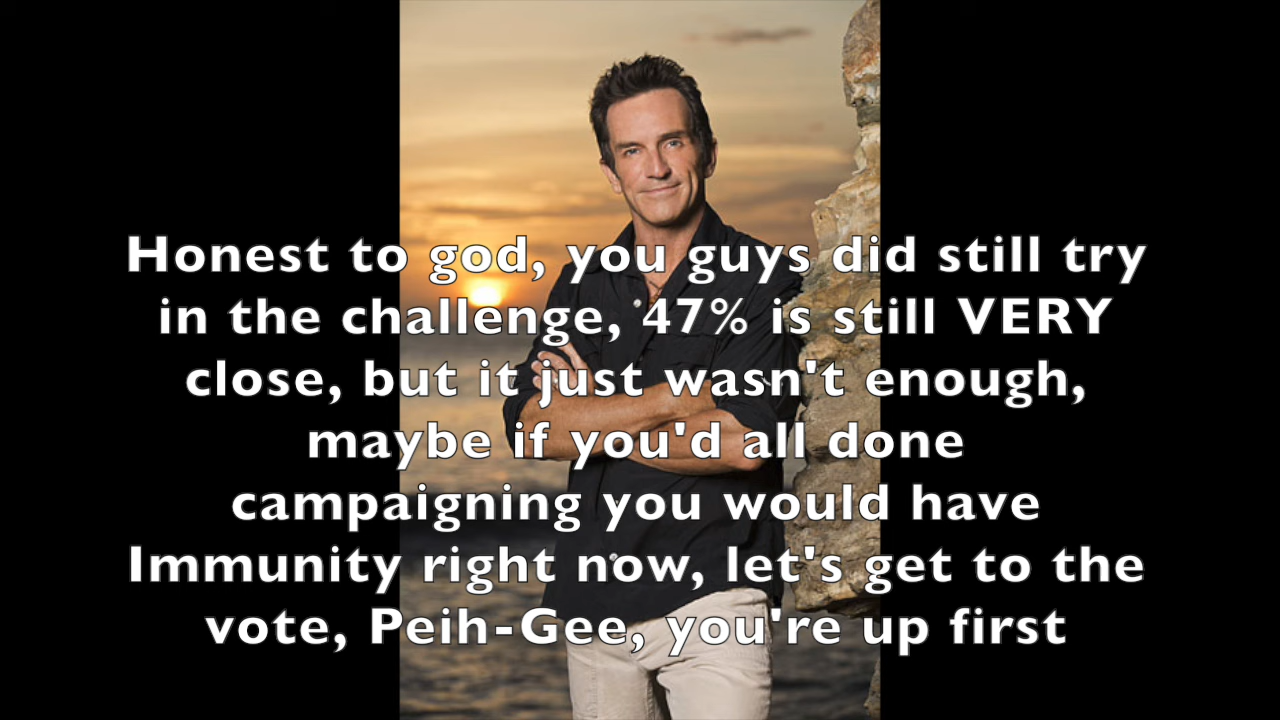 Honest to god, you guys did still try
in the challenge, 47% is still VERY
close, but it just wasn't enough,
maybe if you'd all done
campaigning you would have
Immunity right now, let's get to the
vote, Peih-Gee, you're up first